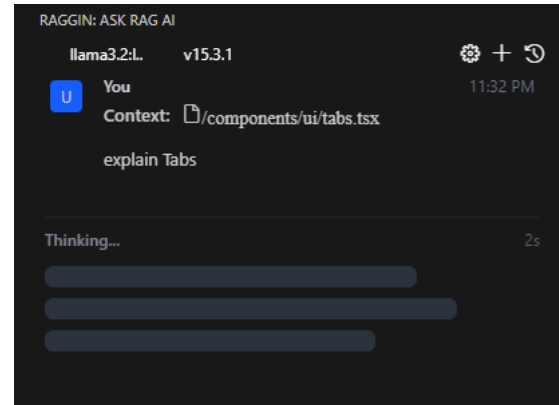 RAGGIN: ASK RAG AI
llama3.2:l.. v15.3.1
U You 11:32 PM
Context: /components/ui/tabs.tsx
explain Tabs
Thinking... 2s